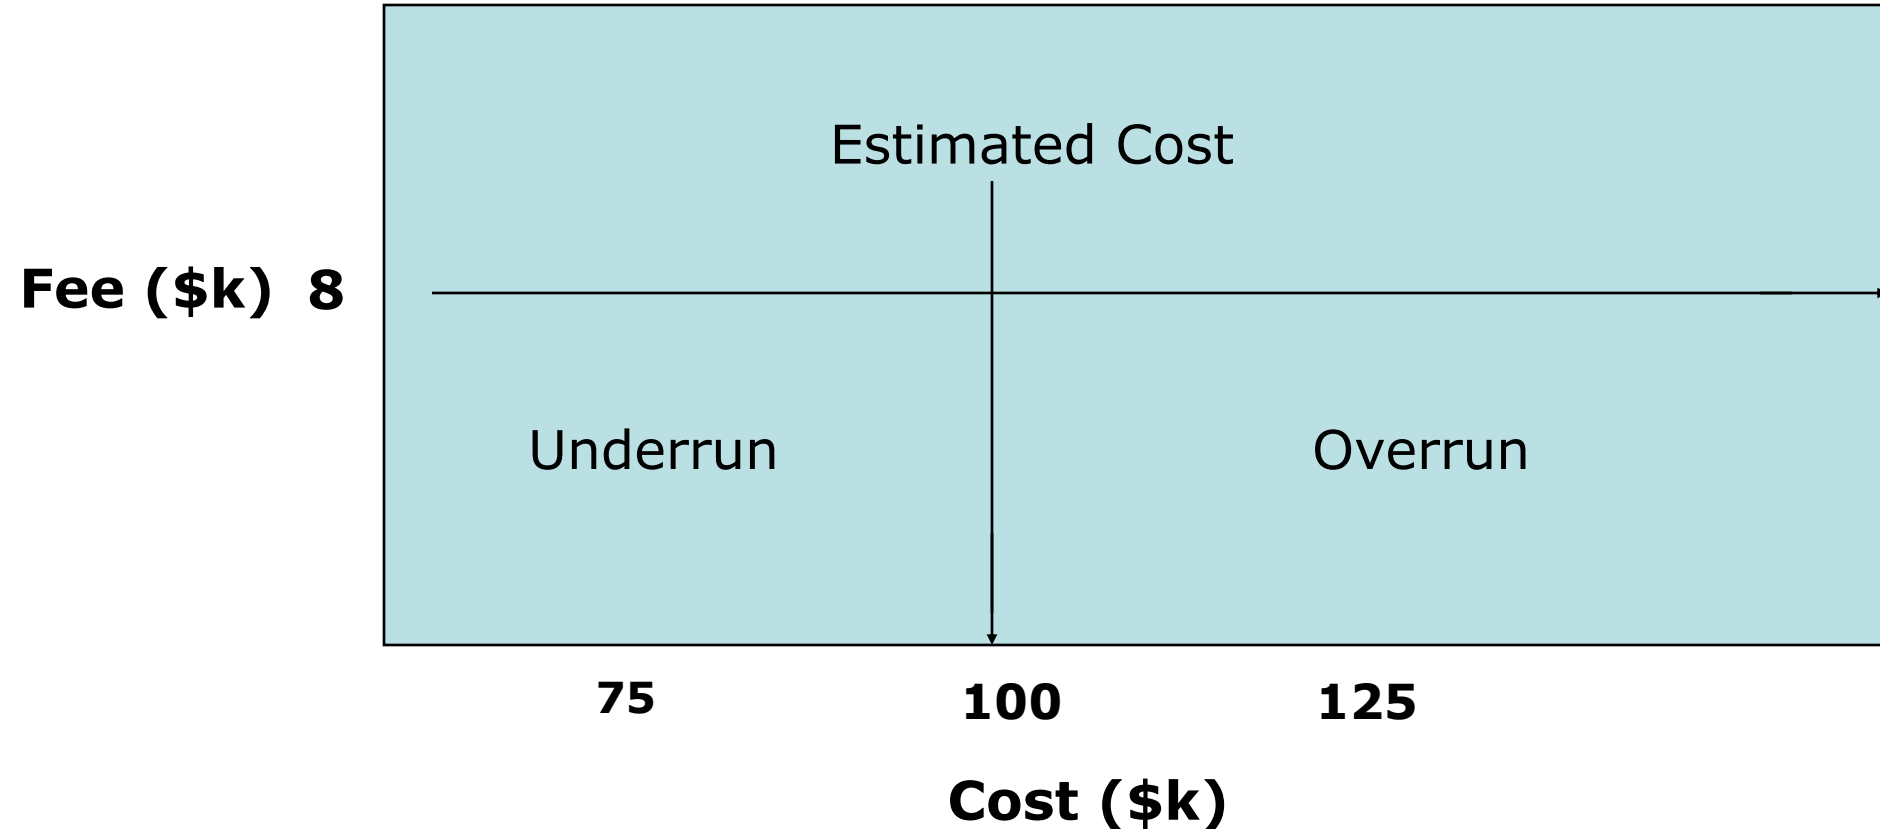 Estimated Cost
Fee ($k) 8
Underrun Overrun
75 100 125
Cost ($k)